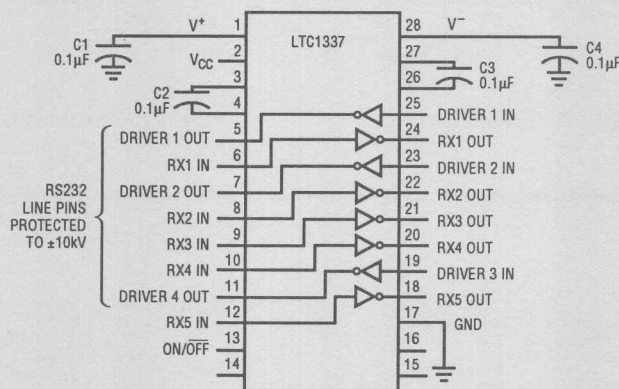 V+ 1 LTC1337 28 V−
C1 0.1µF
2 VCC
27
C4 0.1µF
3
26
C3 0.1µF
C2 0.1µF
4
25 DRIVER 1 IN
DRIVER 1 OUT 5
24 RX1 OUT
RX1 IN 6
23 DRIVER 2 IN
DRIVER 2 OUT 7
22 RX2 OUT
RX2 IN 8
21 RX3 OUT
RX3 IN 9
20 RX4 OUT
RX4 IN 10
19 DRIVER 3 IN
DRIVER 4 OUT 11
18 RX5 OUT
RX5 IN 12
17 GND
ON/OFF 13
16
14
15
RS232
LINE PINS
PROTECTED
TO ±10kV